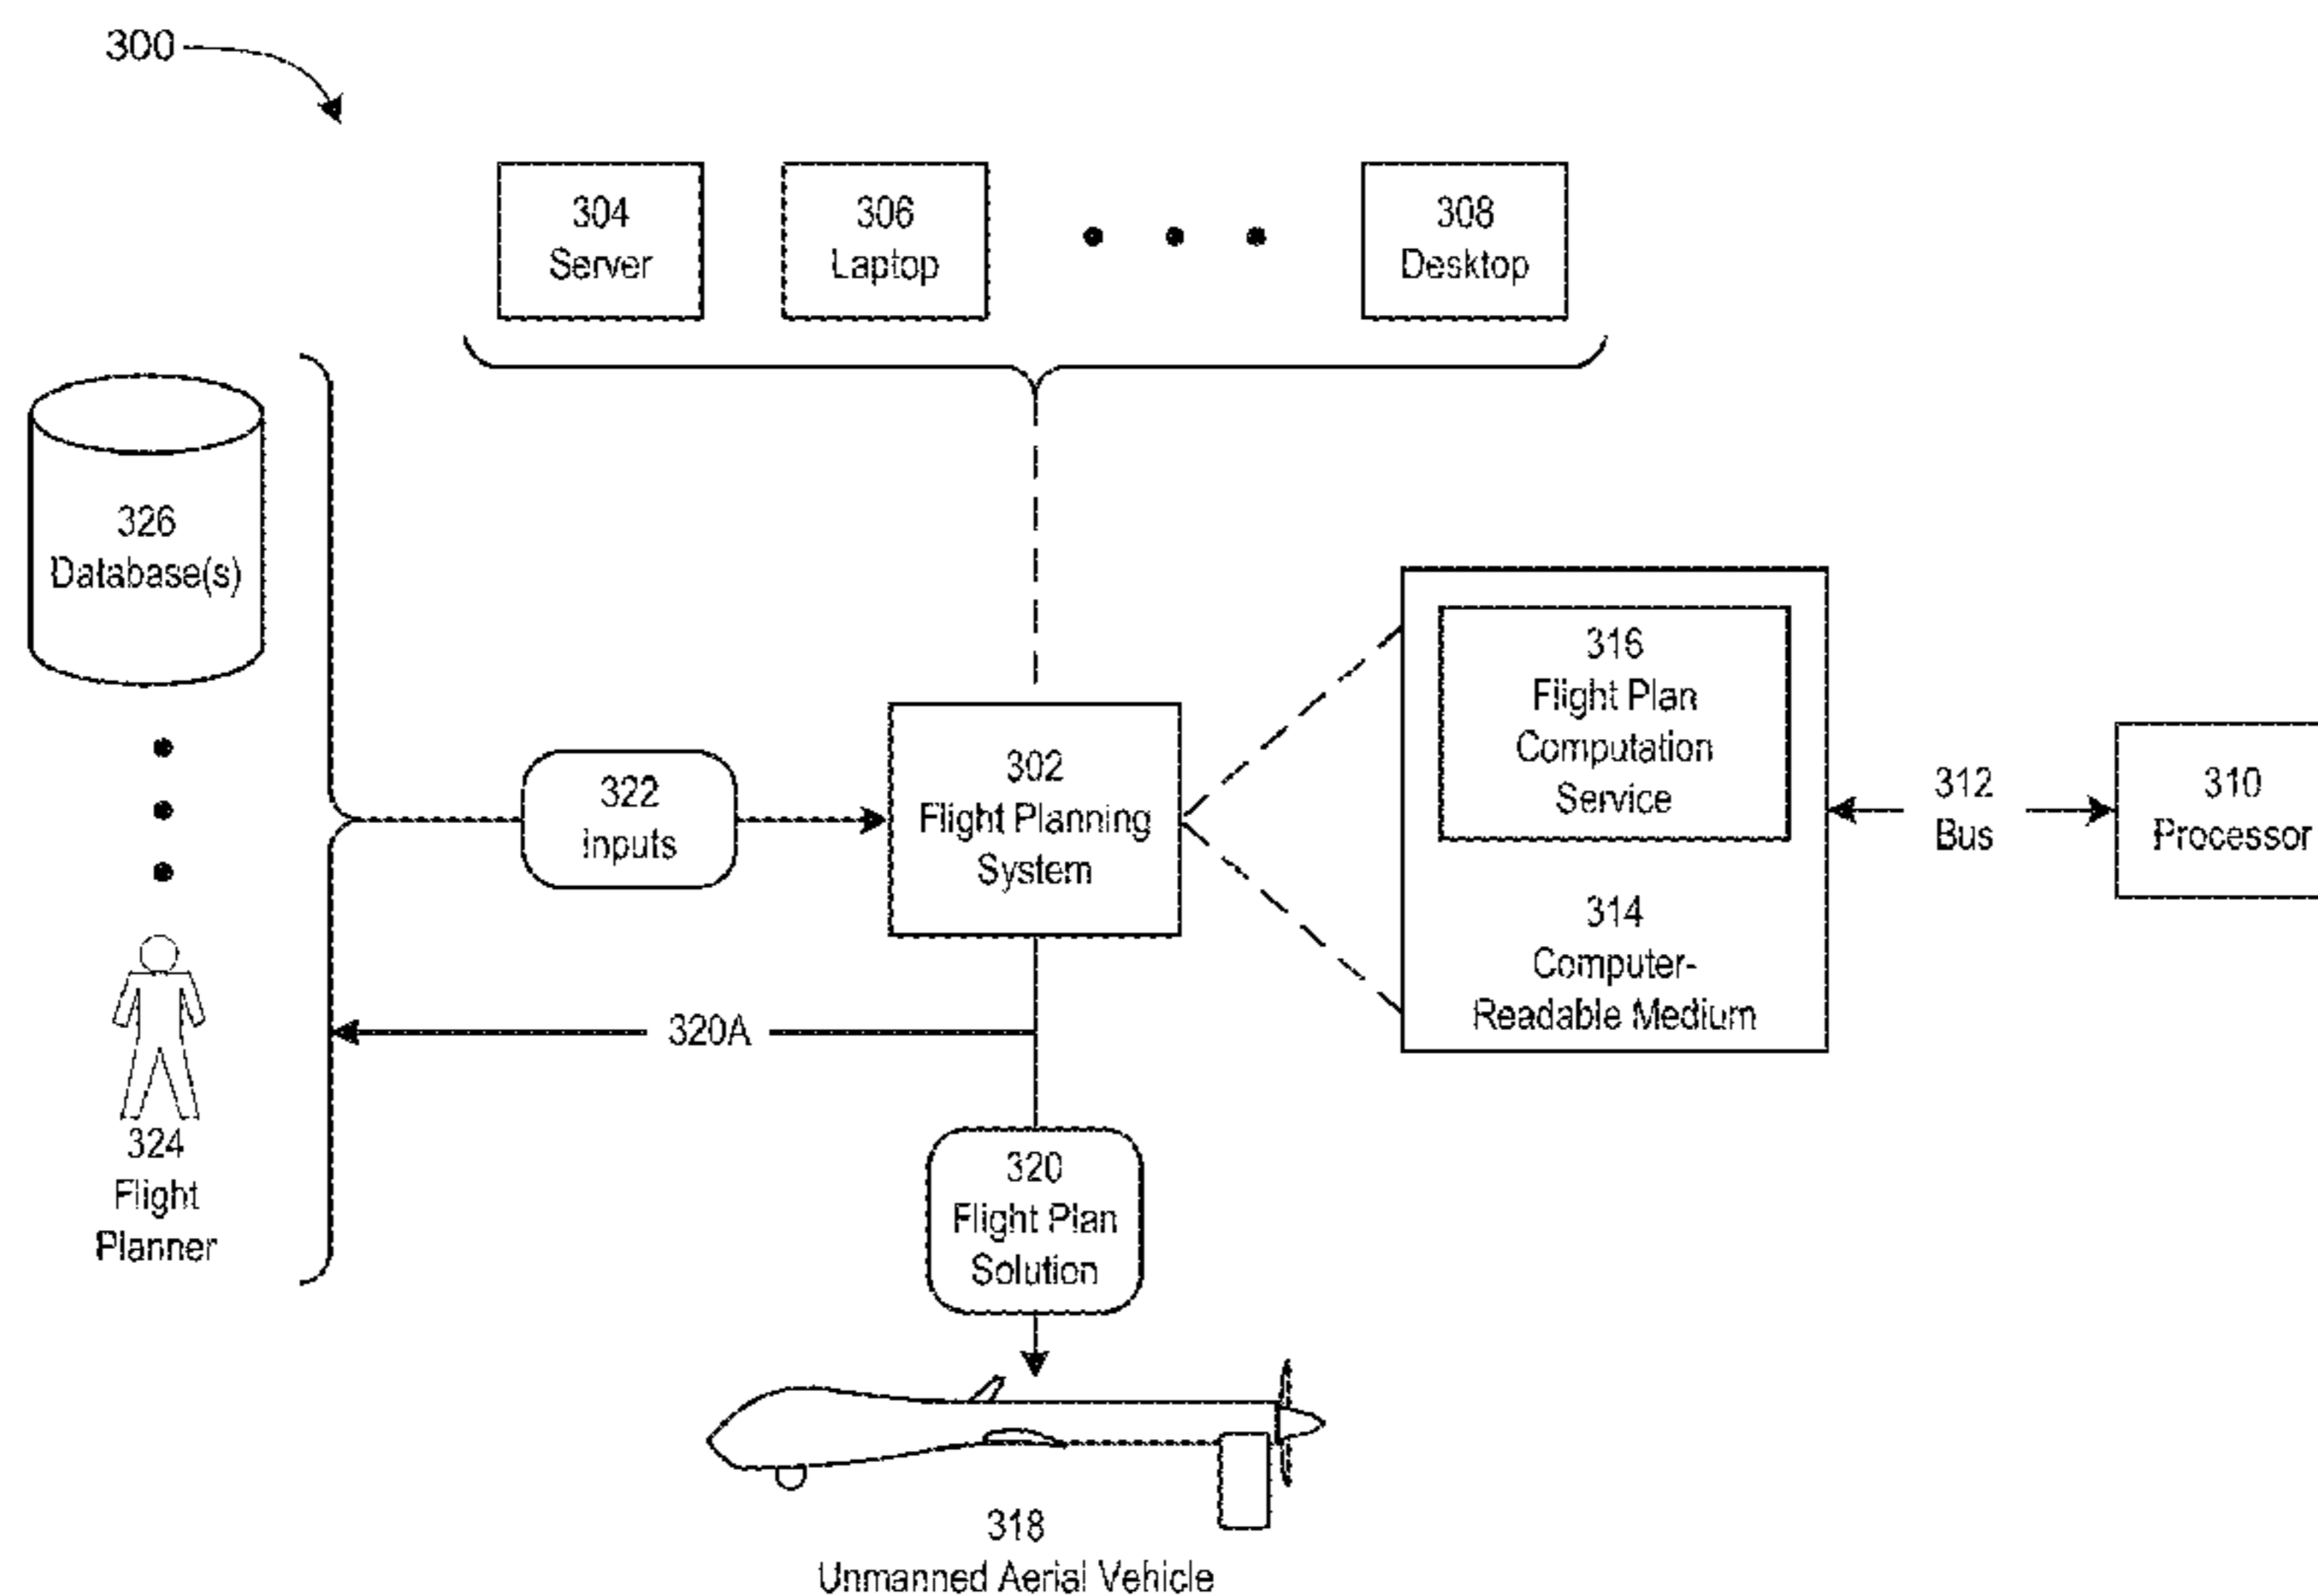 300
304
Server
306
Laptop
308
Desktop
326
Database(s)
322
Inputs
302
Flight Planning
System
316
Flight Plan
Computation
Service
314
Computer-
Readable Medium
312
Bus
310
Processor
320A
324
Flight
Planner
320
Flight Plan
Solution
318
Unmanned Aerial Vehicle